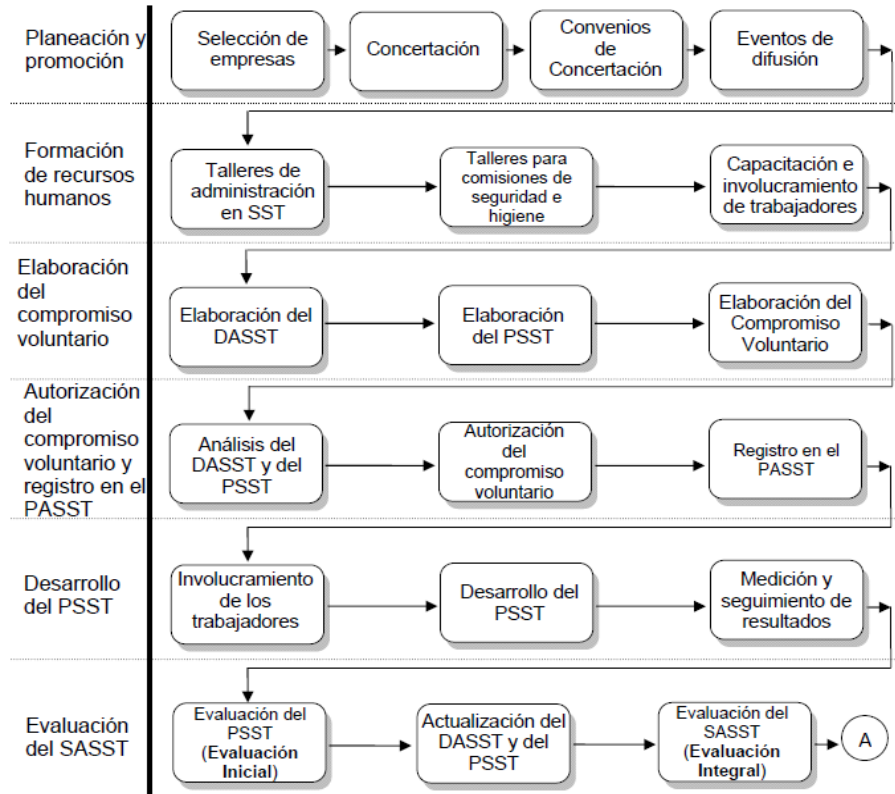 Planeación y
promoción
Selección de
empresas
Concertación
Convenios
de
Concertación
Eventos de
difusión
Formación
de recursos
humanos
Talleres de
administración
en SST
Talleres para
comisiones de
seguridad e
higiene
Capacitación e
involucramiento
de trabajadores
Elaboración
del
compromiso
voluntario
Elaboración del
DASST
Elaboración
del PSST
Elaboración del
Compromiso
Voluntario
Autorización
del
compromiso
voluntario y
registro en el
PASST
Análisis del
DASST y del
PSST
Autorización
del
compromiso
voluntario
Registro en el
PASST
Desarrollo
del PSST
Involucramiento
de los
trabajadores
Desarrollo del
PSST
Medición y
seguimiento de
resultados
Evaluación
del SASST
Evaluación del
PSST
(Evaluación
Inicial)
Actualización del
DASST y del
PSST
Evaluación del
SASST
(Evaluación
Integral)
A